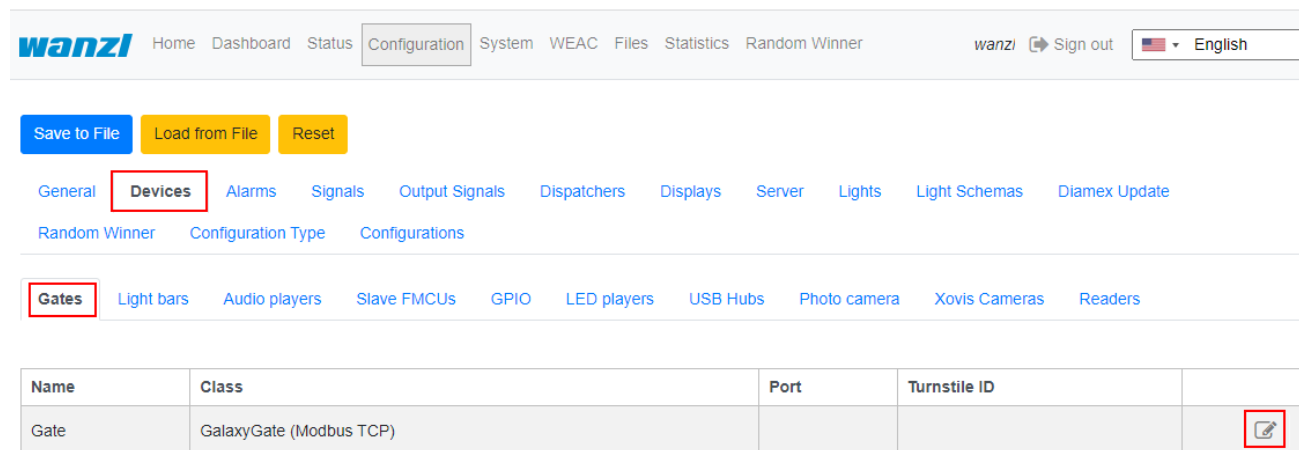 wanzl Home Dashboard Status Configuration System WEAC Files Statistics Random Winner wanzl Sign out English
Save to File Load from File Reset
General Devices Alarms Signals Output Signals Dispatchers Displays Server Lights Light Schemas Diamex Update
Random Winner Configuration Type Configurations
Gates Light bars Audio players Slave FMCUs GPIO LED players USB Hubs Photo camera Xovis Cameras Readers
Name Class Port Turnstile ID
Gate GalaxyGate (Modbus TCP)